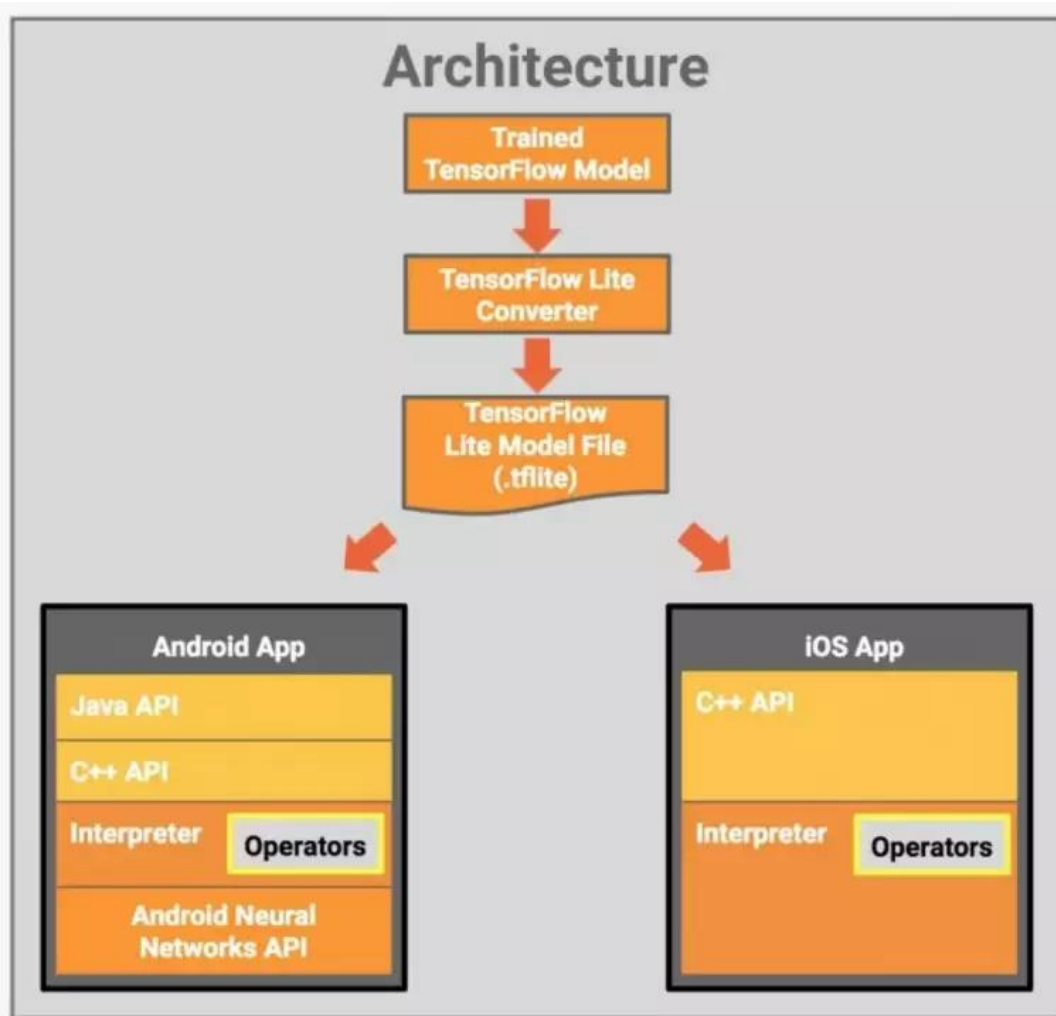 Architecture
Trained
TensorFlow Model
TensorFlow Lite
Converter
TensorFlow
Lite Model File
(.tflite)
Android App
Java API
C++ API
Interpreter
Operators
Android Neural
Networks API
iOS App
C++ API
Interpreter
Operators